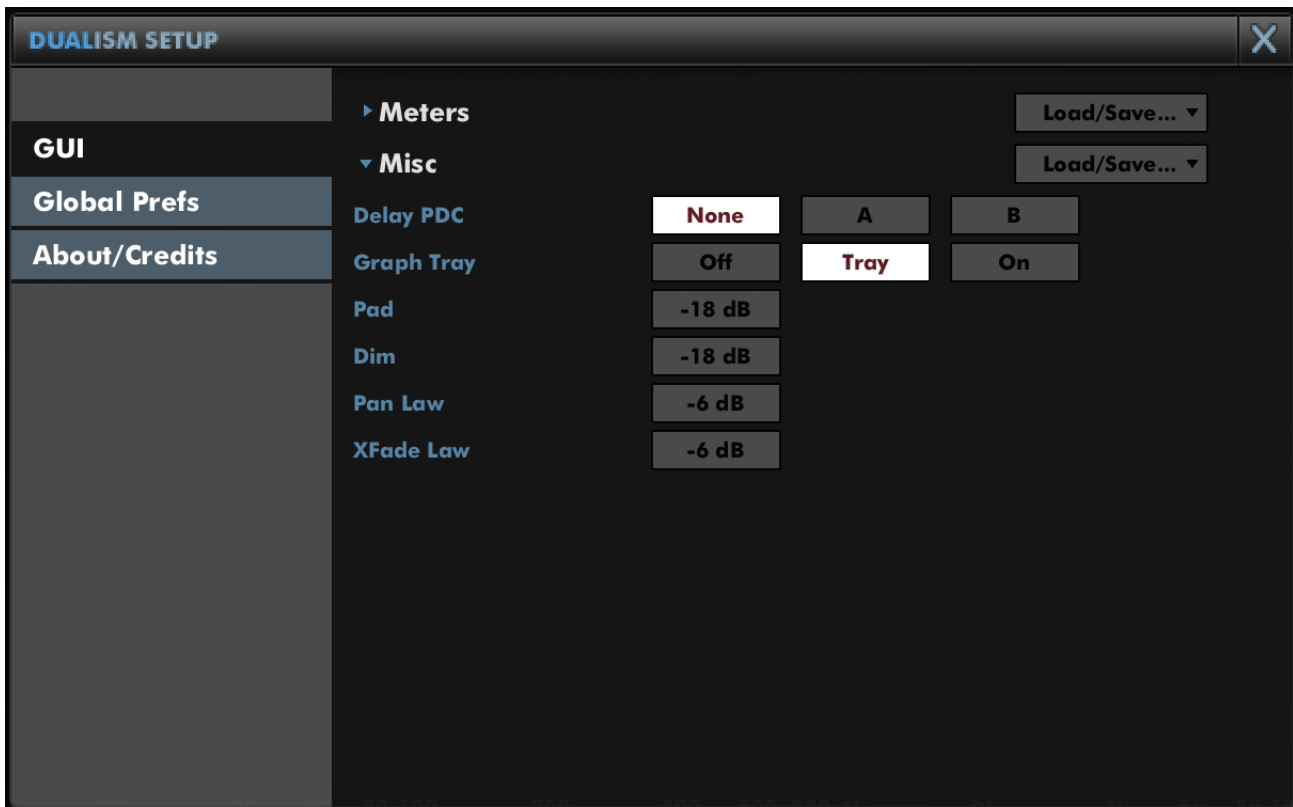 DUALISM SETUP X
GUI
Global Prefs
About/Credits
Meters Load/Save...
Misc Load/Save...
Delay PDC None A B
Graph Tray Off Tray On
Pad -18 dB
Dim -18 dB
Pan Law -6 dB
XFade Law -6 dB